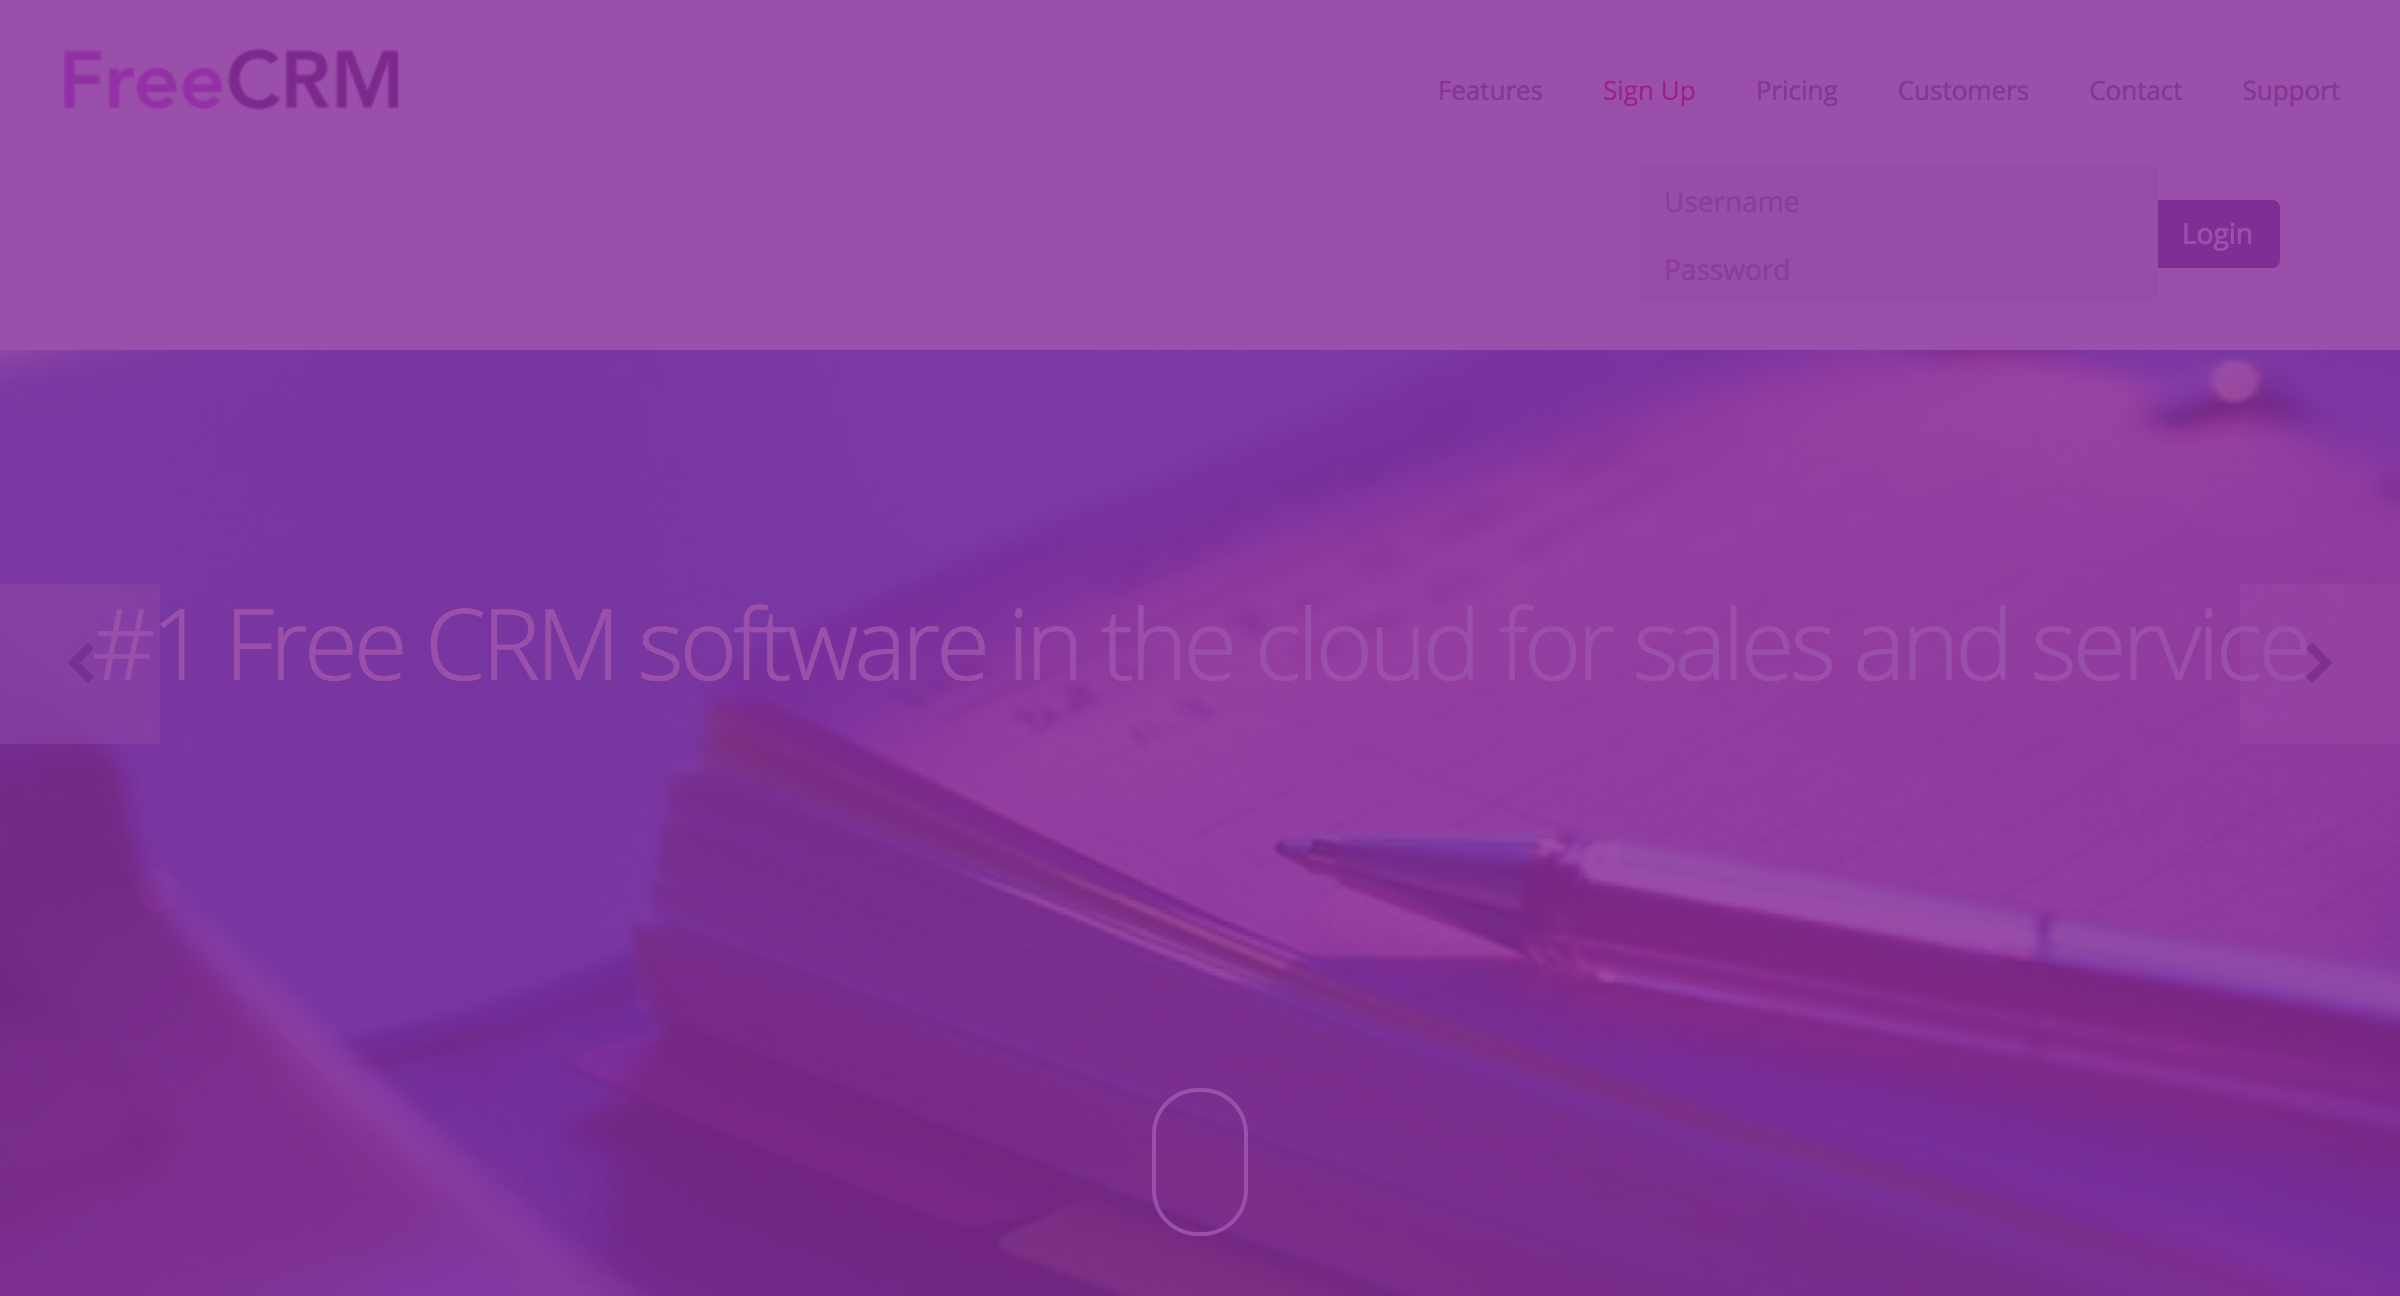 FreeCRM
Features Sign Up Pricing Customers Contact Support
Username
Password
Login
#1 Free CRM software in the cloud for sales and service